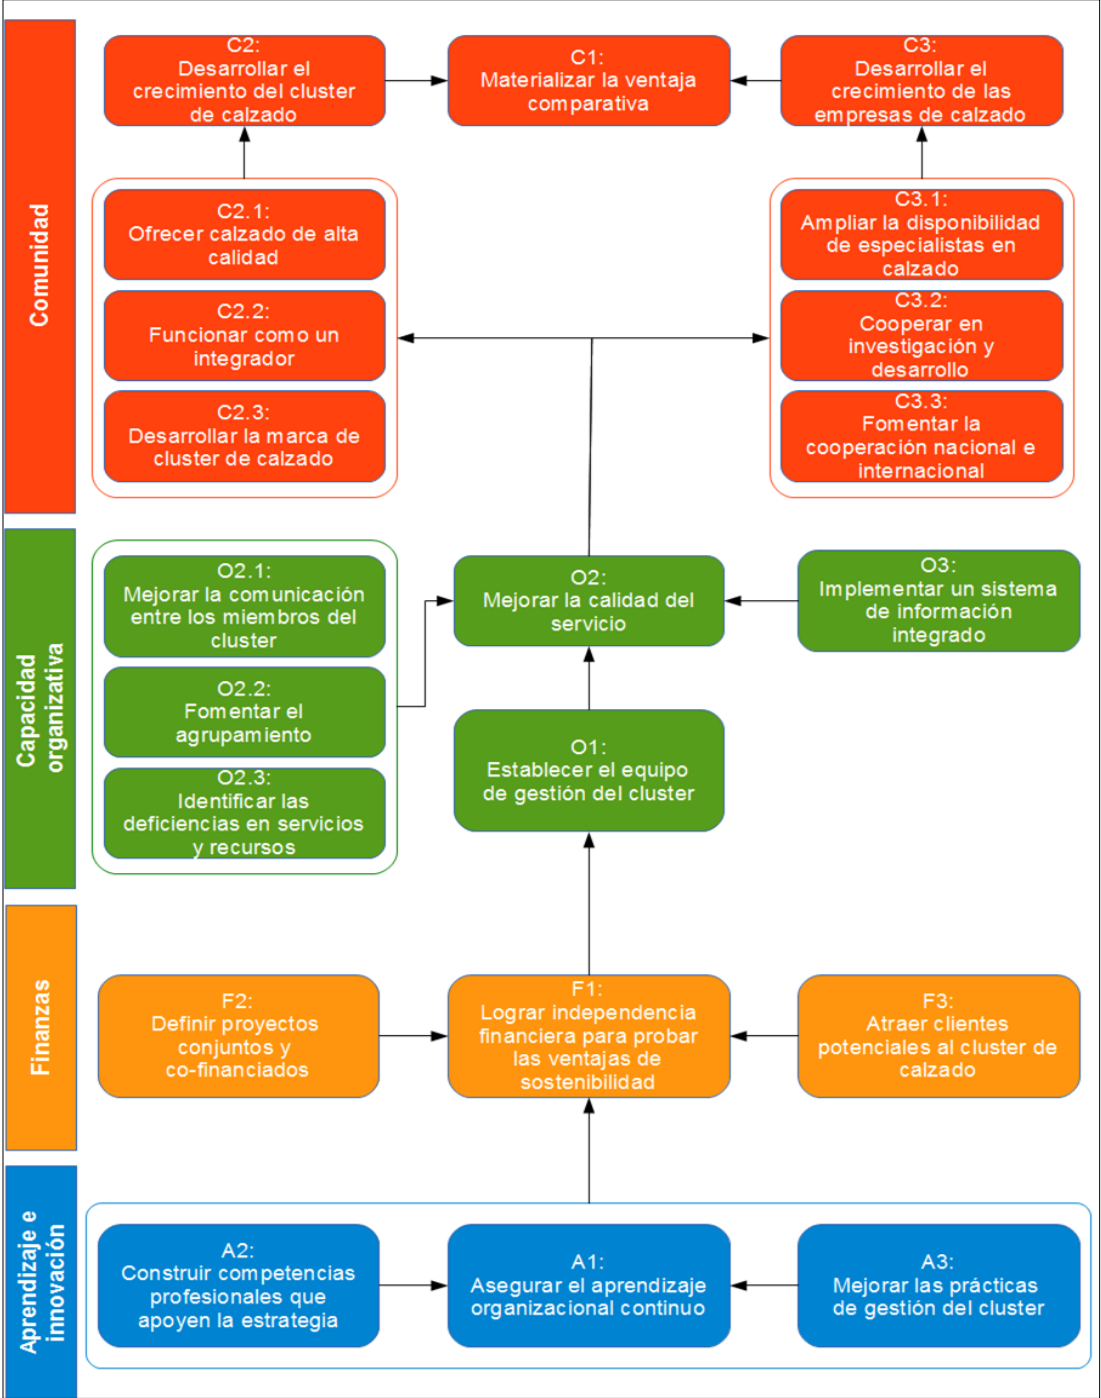 Comunidad
C2:
Desarrollar el
crecimiento del cluster
de calzado
C1:
Materializar la ventaja
comparativa
C3:
Desarrollar el
crecimiento de las
empresas de calzado
C2.1:
Ofrecer calzado de alta
calidad
C2.2:
Funcionar como un
integrador
C2.3:
Desarrollar la marca de
cluster de calzado
C3.1:
Ampliar la disponibilidad
de especialistas en
calzado
C3.2:
Cooperar en
investigación y
desarrollo
C3.3:
Fomentar la
cooperación nacional e
internacional
Capacidad
organizativa
O2.1:
Mejorar la comunicación
entre los miembros del
cluster
O2.2:
Fomentar el
agrupamiento
O2.3:
Identificar las
deficiencias en servicios
y recursos
O2:
Mejorar la calidad del
servicio
O3:
Implementar un sistema
de información
integrado
O1:
Establecer el equipo
de gestión del cluster
Finanzas
F2:
Definir proyectos
conjuntos y
co-financiados
F1:
Lograr independencia
financiera para probar
las ventajas de
sostenibilidad
F3:
Atraer clientes
potenciales al cluster de
calzado
Aprendizaje e
innovación
A2:
Construir competencias
profesionales que
apoyen la estrategia
A1:
Asegurar el aprendizaje
organizacional continuo
A3:
Mejorar las prácticas
de gestión del cluster